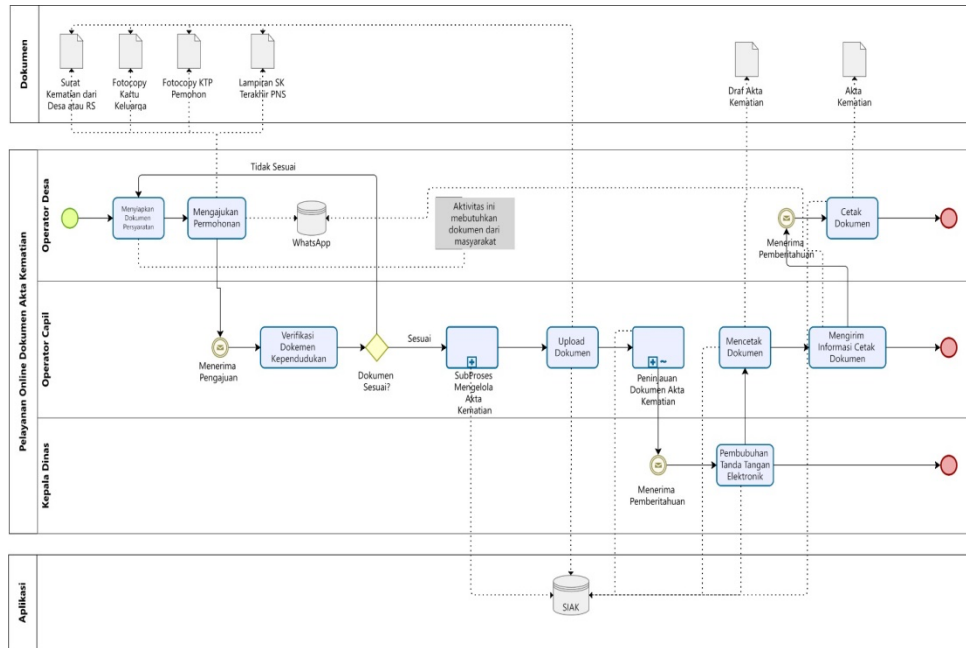 Dokumen
Surat
Kematian dari
Desa atau RS
Fotocopy
Kartu
Keluarga
Fotocopy KTP
Pemohon
Lampiran SK
Terakhir PNS
Draf Akta
Kematian
Akta
Kematian
Pelayanan Online Dokumen Akta Kematian
Operator Desa
Tidak Sesuai
Menyiapkan
Dokumen
Persyaratan
Mengajukan
Permohonan
WhatsApp
Aktivitas ini
mebutuhkan
dokumen dari
masyarakat
Menerima
Pemberitahuan
Cetak
Dokumen
Operator Capil
Menerima
Pengajuan
Verifikasi
Dokemen
Kependudukan
Dokumen
Sesuai?
Sesuai
SubProses
Mengelola
Akta
Kematian
Upload
Dokumen
Peninjauan
Dokumen Akta
Kematian
Mencetak
Dokumen
Mengirim
Informasi Cetak
Dokumen
Kepala Dinas
Menerima
Pemberitahuan
Pembubuhan
Tanda Tangan
Elektronik
Aplikasi
SIAK